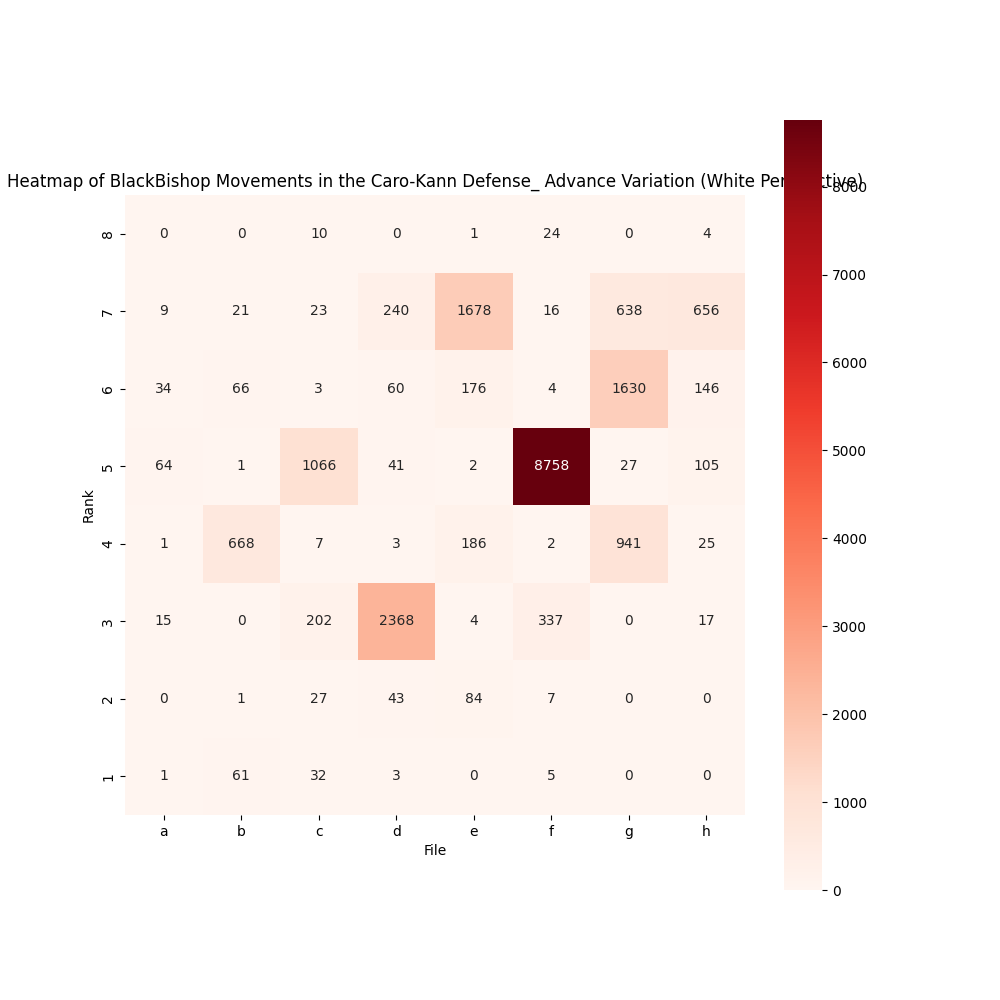 Heatmap of BlackBishop Movements in the Caro-Kann Defense_ Advance Variation (White Perspective)
8000
8 0 0 10 0 1 24 0 4
7000
7 9 21 23 240 1678 16 638 656
6000
6 34 66 3 60 176 4 1630 146
5000
5 64 1 1066 41 2 8758 27 105
Rank
4000
4 1 668 7 3 186 2 941 25
3000
3 15 0 202 2368 4 337 0 17
2000
2 0 1 27 43 84 7 0 0
1 1 61 32 3 0 5 0 0
1000
a b c d e f g h
File
0